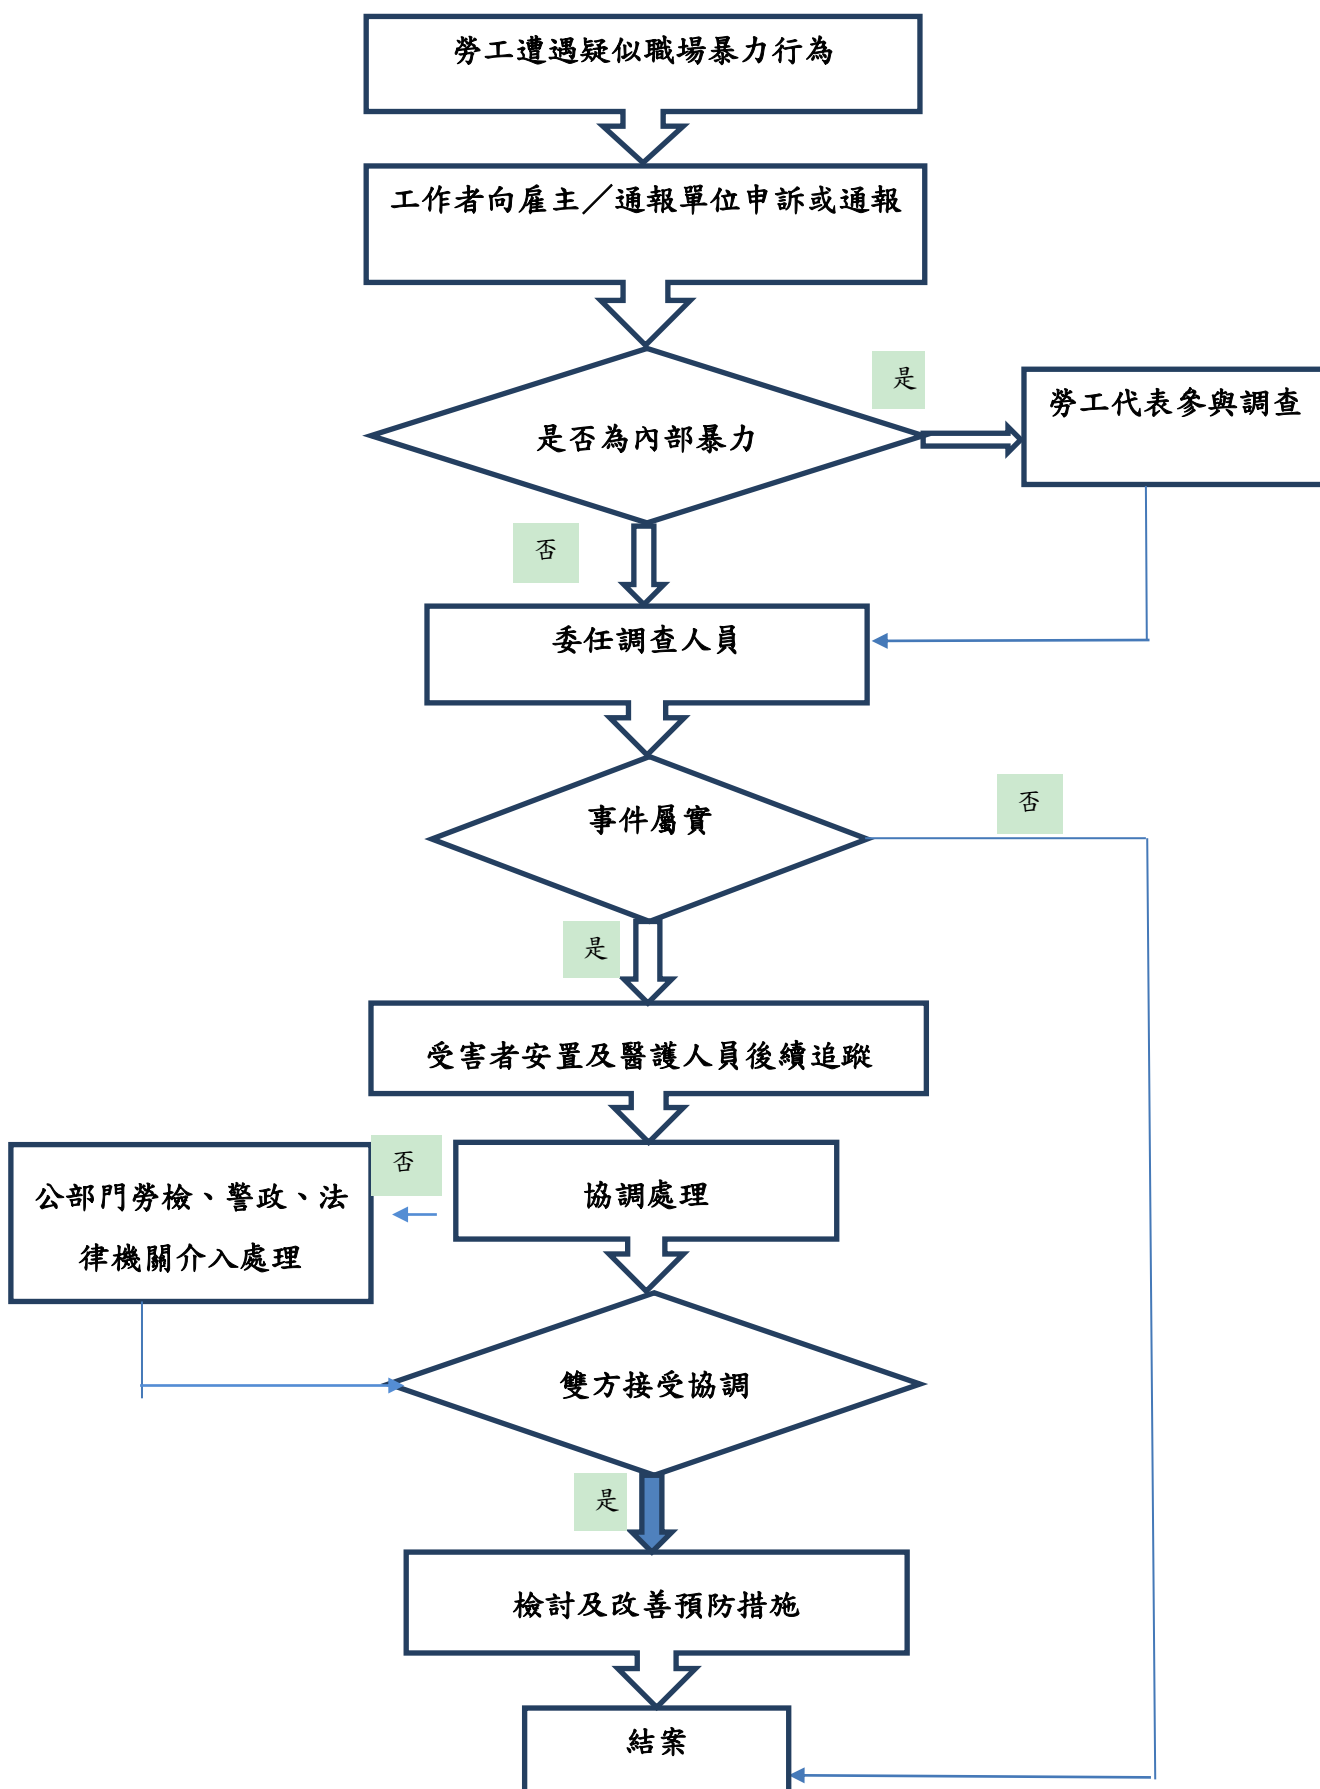 勞工遭遇疑似職場暴力行為
工作者向雇主／通報單位申訴或通報
是
勞工代表參與調查
是否為內部暴力
否
委任調查人員
事件屬實
否
是
受害者安置及醫護人員後續追蹤
否
公部門勞檢、警政、法
律機關介入處理
協調處理
雙方接受協調
是
檢討及改善預防措施
結案